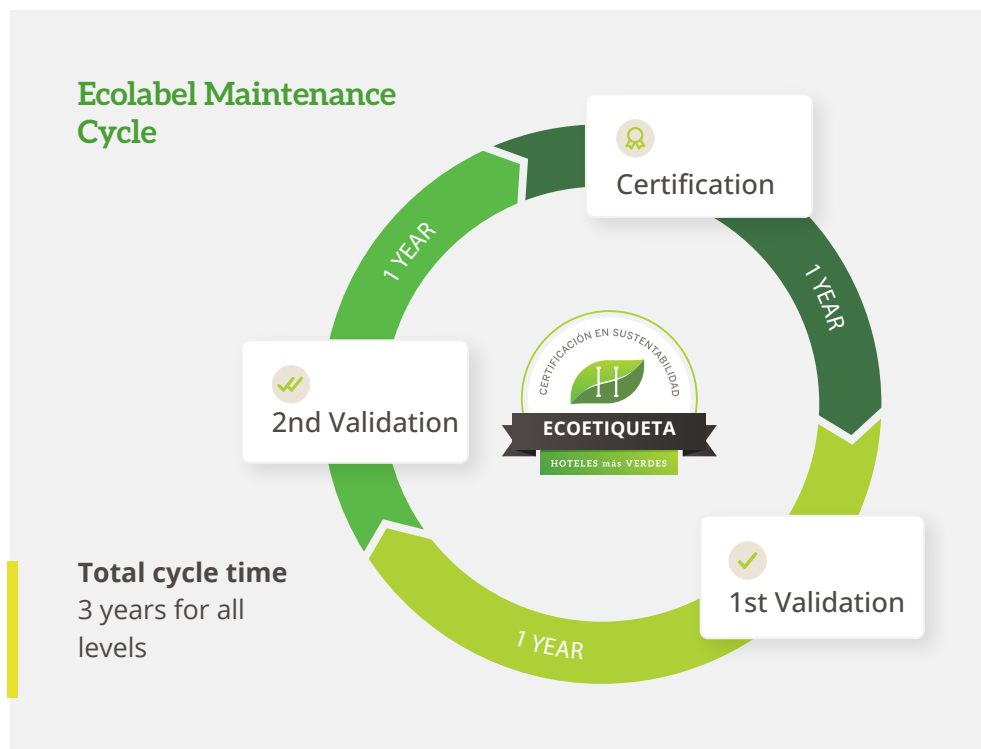 Ecolabel Maintenance
Cycle
Certification
1 YEAR
1 YEAR
CERTIFICACIÓN EN SUSTENTABILIDAD
H
ECOETIQUETA
HOTELES más VERDES
2nd Validation
1st Validation
1 YEAR
Total cycle time
3 years for all
levels